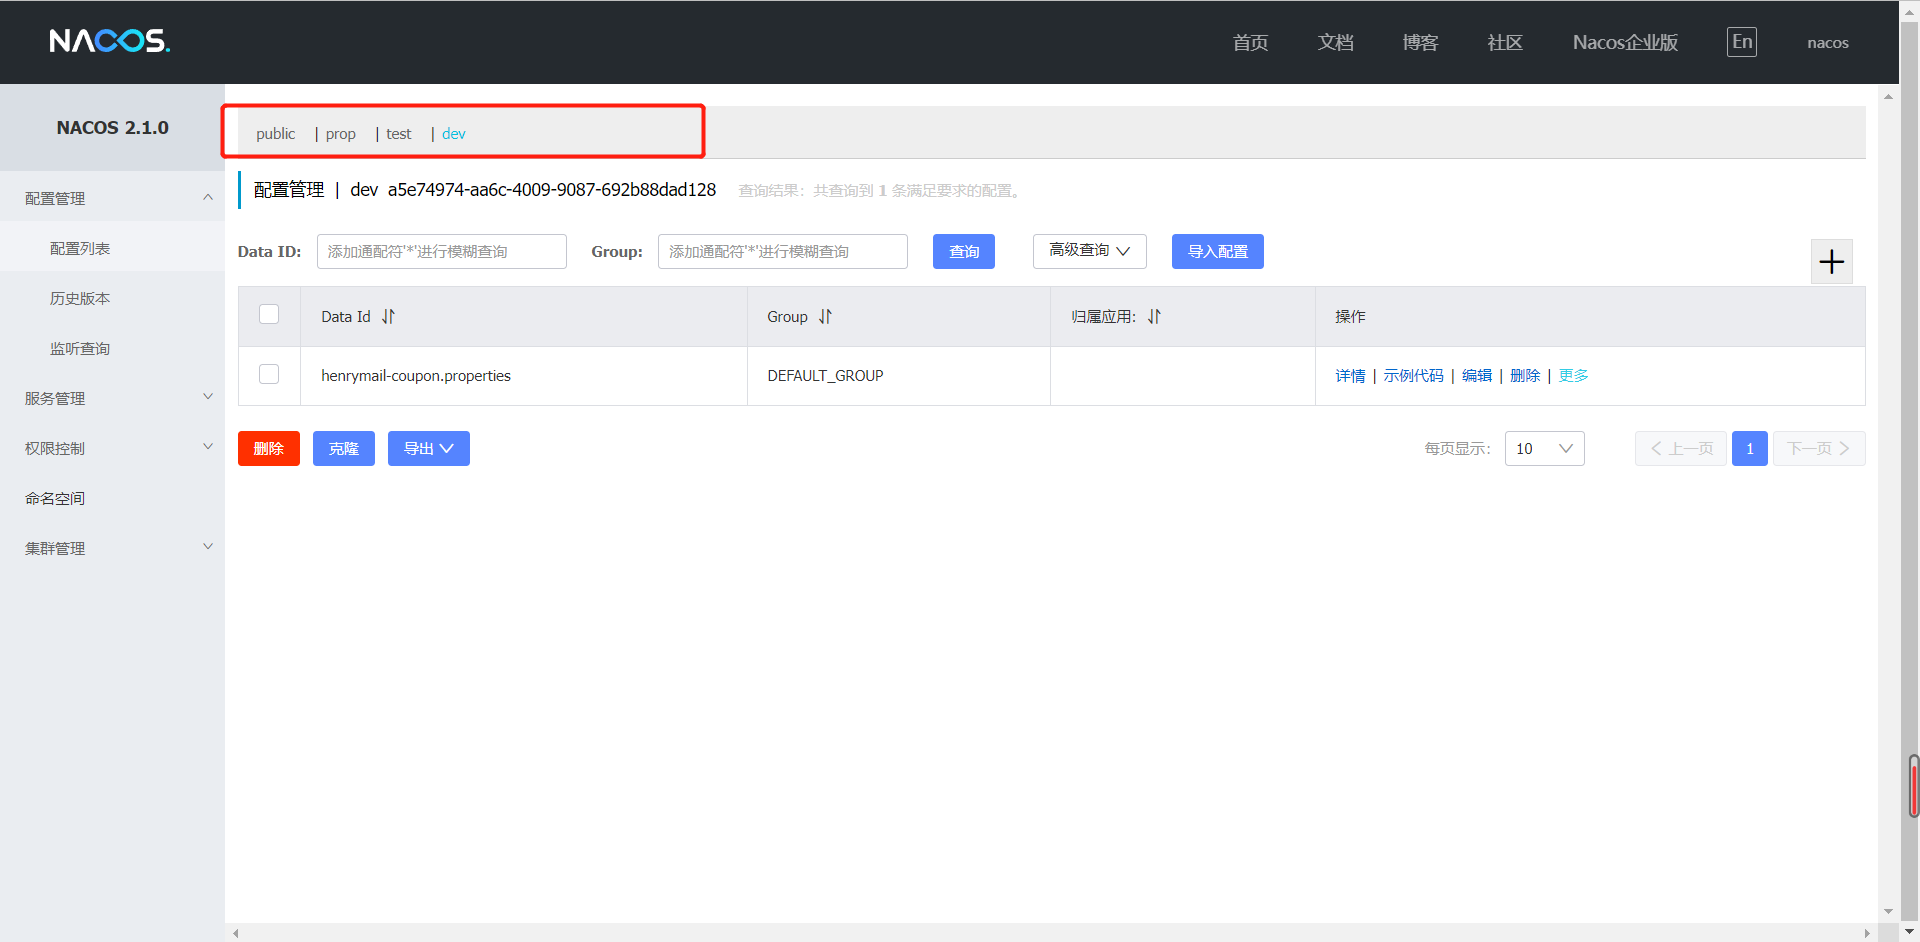 NACOS.
首页 文档 博客 社区 Nacos企业版 En nacos
NACOS 2.1.0
配置管理
配置列表
历史版本
监听查询
服务管理
权限控制
命名空间
集群管理
public | prop | test | dev
配置管理 | dev a5e74974-aa6c-4009-9087-692b88dad128 查询结果：共查询到 1 条满足要求的配置。
Data ID: 添加通配符'*'进行模糊查询 Group: 添加通配符'*'进行模糊查询 查询 高级查询 导入配置
Data Id Group 归属应用: 操作
henrymail-coupon.properties DEFAULT_GROUP 详情 | 示例代码 | 编辑 | 删除 | 更多
删除 克隆 导出 每页显示: 10 上一页 1 下一页